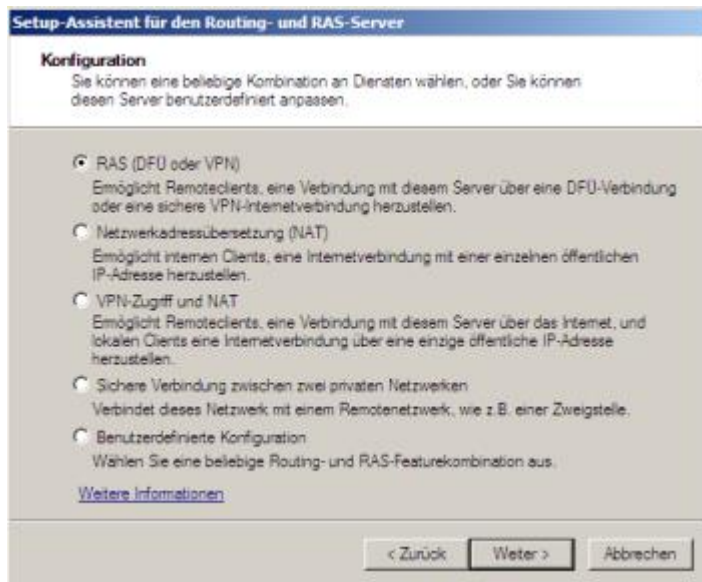 Setup-Assistent für den Routing- und RAS-Server
Konfiguration
Sie können eine beliebige Kombination an Diensten wählen, oder Sie können
diesen Server benutzerdefiniert anpassen.
RAS (DFÜ oder VPN)
Ermöglicht Remoteclients, eine Verbindung mit diesem Server über eine DFÜ-Verbindung
oder eine sichere VPN-Internetverbindung herzustellen.
Netzwerkadressübersetzung (NAT)
Ermöglicht internen Clients, eine Internetverbindung mit einer einzelnen öffentlichen
IP-Adresse herzustellen.
VPN-Zugriff und NAT
Ermöglicht Remoteclients, eine Verbindung mit diesem Server über das Internet, und
lokalen Clients eine Internetverbindung über eine einzige öffentliche IP-Adresse
herzustellen.
Sichere Verbindung zwischen zwei privaten Netzwerken
Verbindet dieses Netzwerk mit einem Remotenetzwerk, wie z.B. einer Zweigstelle.
Benutzerdefinierte Konfiguration
Wählen Sie eine beliebige Routing- und RAS-Featurekombination aus.
Weitere Informationen
< Zurück Weiter > Abbrechen